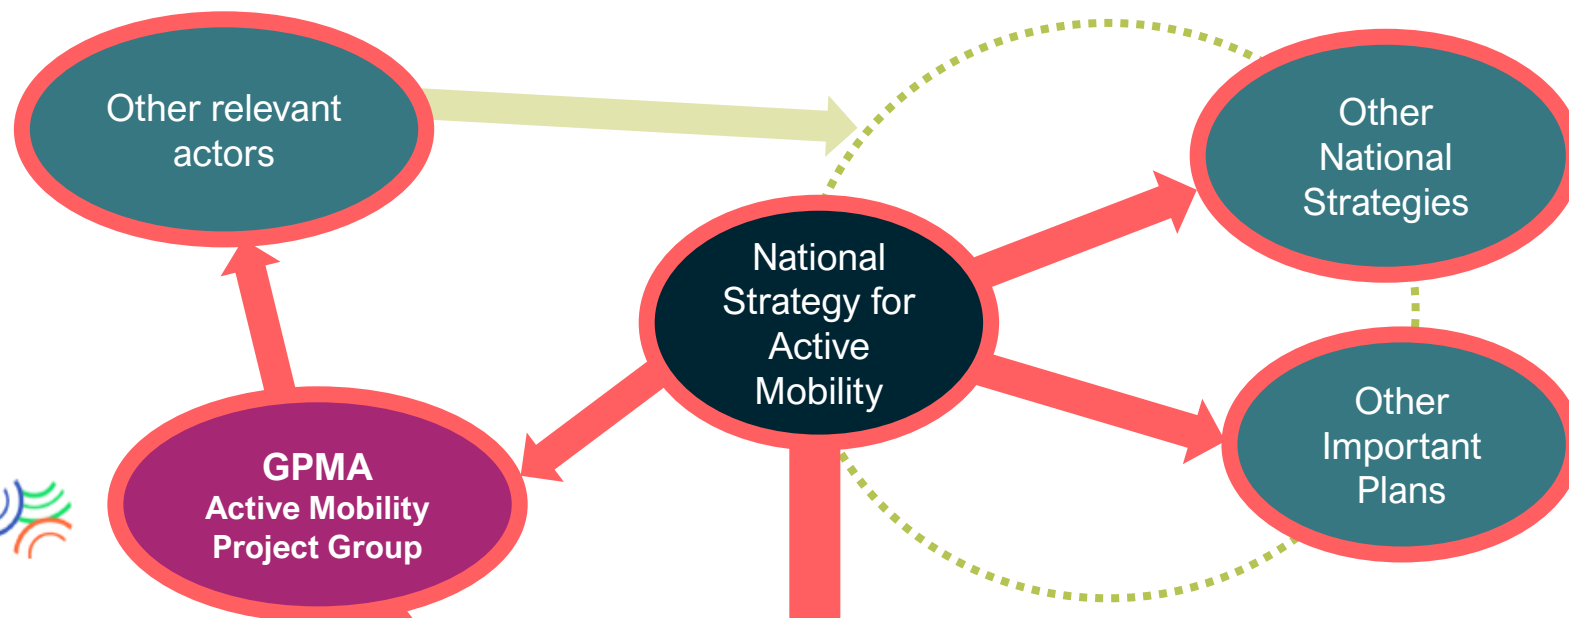 Other relevant
actors
Other
National
Strategies
National
Strategy for
Active
Mobility
Other
Important
Plans
GPMA
Active Mobility
Project Group